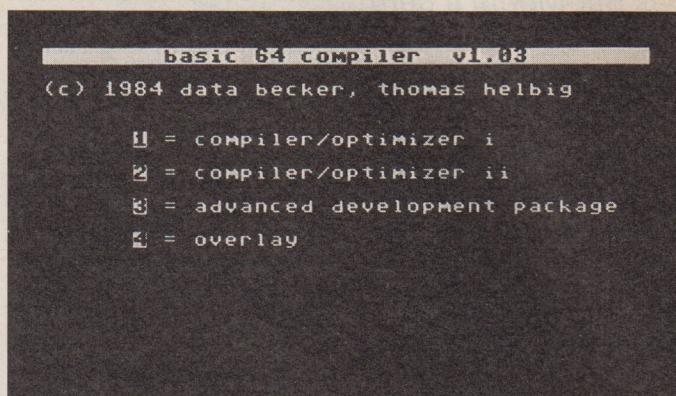 basic 64 compiler v1.03
(c) 1984 data becker, thomas helbig
1 = compiler/optimizer i
2 = compiler/optimizer ii
3 = advanced development package
4 = overlay